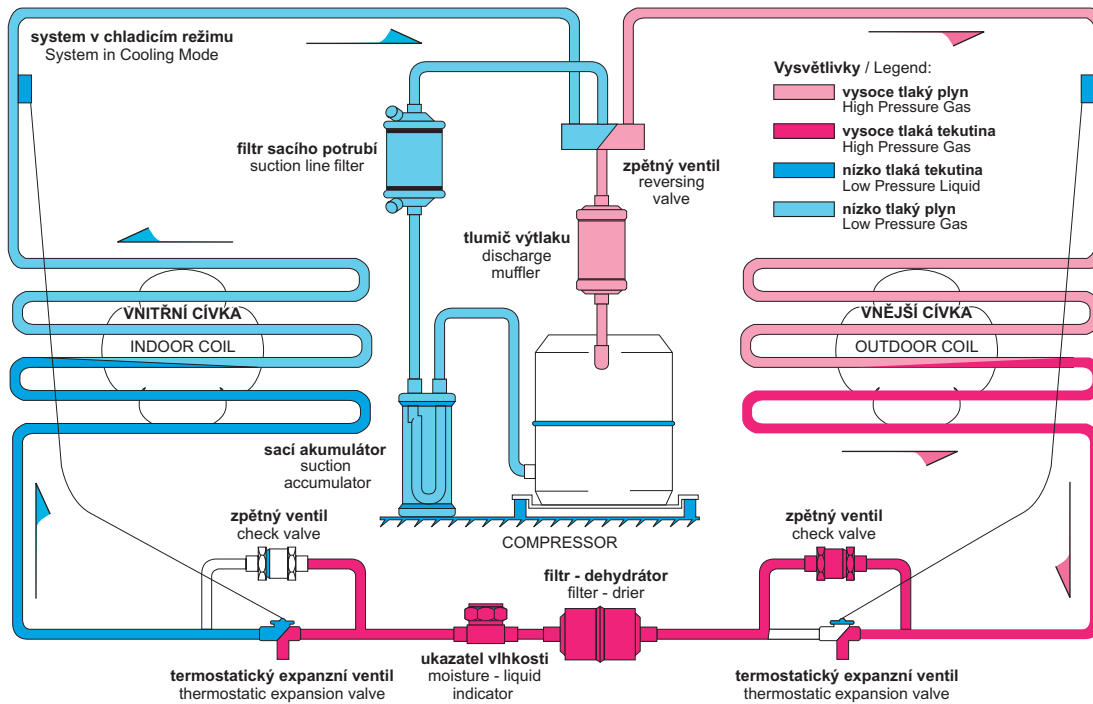 system v chladicím režimu
System in Cooling Mode
Vysvětlivky / Legend:
vysoce tlaký plyn
High Pressure Gas
vysoce tlaká tekutina
High Pressure Gas
nízko tlaká tekutina
Low Pressure Liquid
nízko tlaký plyn
Low Pressure Gas
filtr sacího potrubí
suction line filter
zpětný ventil
reversing
valve
tlumič výtlaku
discharge
muffler
VNITŘNÍ CÍVKA
INDOOR COIL
VNĚJŠÍ CÍVKA
OUTDOOR COIL
sací akumulátor
suction
accumulator
COMPRESSOR
zpětný ventil
check valve
zpětný ventil
check valve
filtr - dehydrátor
filter - drier
termostatický expanzní ventil
thermostatic expansion valve
ukazatel vlhkosti
moisture - liquid
indicator
termostatický expanzní ventil
thermostatic expansion valve